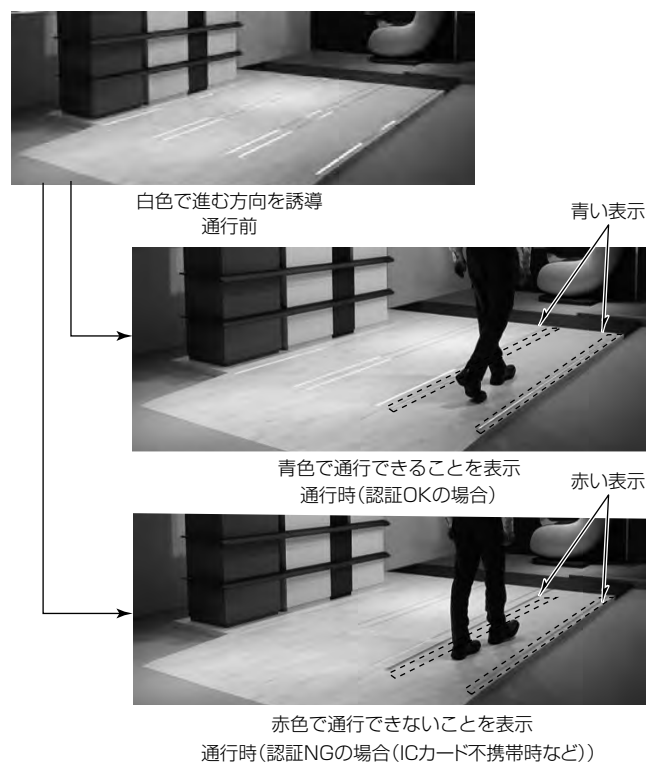 白色で進む方向を誘導
通行前
青い表示
青色で通行できることを表示
通行時(認証OKの場合)
赤い表示
赤色で通行できないことを表示
通行時(認証NGの場合(ICカード不携帯時など))